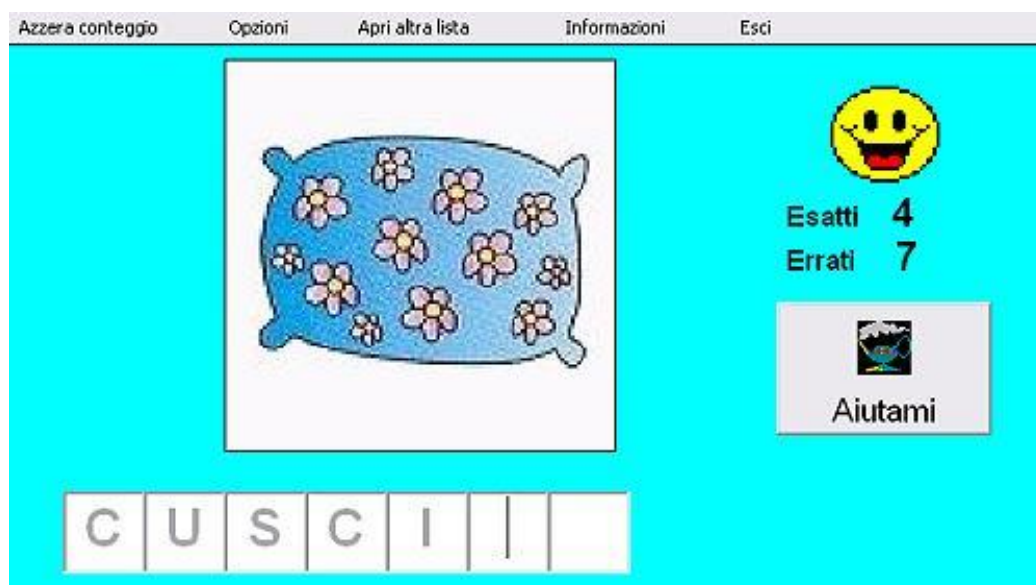 Azzera conteggio Opzioni Apri altra lista Informazioni Esci
Esatti 4
Errati 7
Aiutami
C U S C I